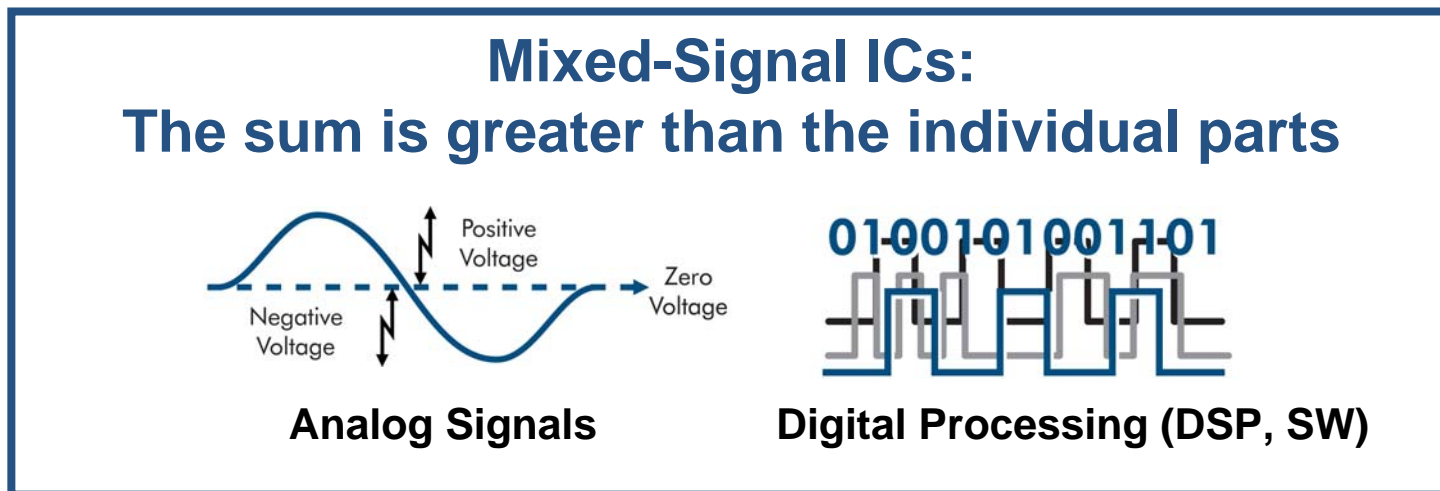 Mixed-Signal ICs:
The sum is greater than the individual parts
Positive
Voltage
Zero
Voltage
Negative
Voltage
010010101001101
Analog Signals
Digital Processing (DSP, SW)